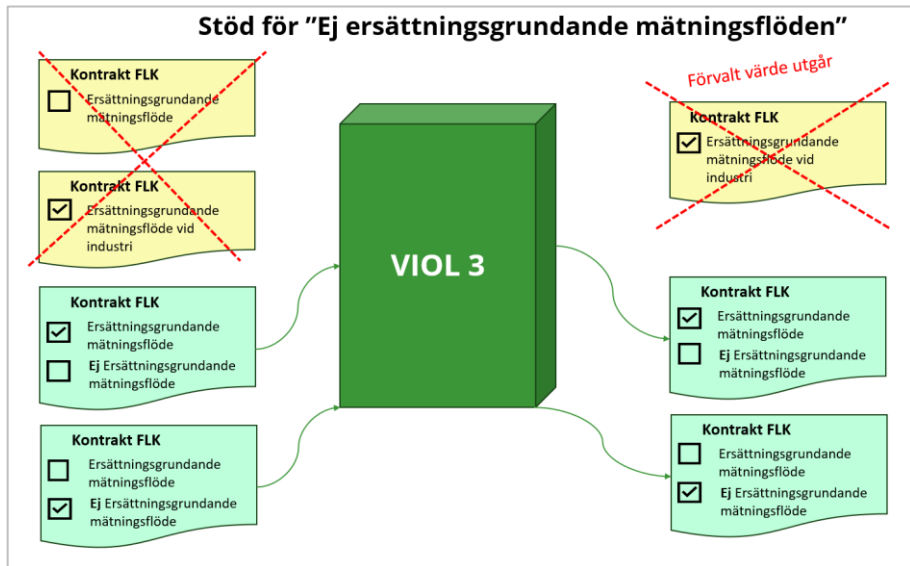 Stöd för ”Ej ersättningsgrundande mätningsflöden”
Kontrakt FLK
Ersättningsgrundande
mätningsflöde
Kontrakt FLK
Ersättningsgrundande
mätningsflöde vid
industri
Kontrakt FLK
Ersättningsgrundande
mätningsflöde
Ej Ersättningsgrundande
mätningsflöde
Kontrakt FLK
Ersättningsgrundande
mätningsflöde
Ej Ersättningsgrundande
mätningsflöde
VIOL 3
Förvalt värde utgår
Kontrakt FLK
Ersättningsgrundande
mätningsflöde vid
industri
Kontrakt FLK
Ersättningsgrundande
mätningsflöde
Ej Ersättningsgrundande
mätningsflöde
Kontrakt FLK
Ersättningsgrundande
mätningsflöde
Ej Ersättningsgrundande
mätningsflöde